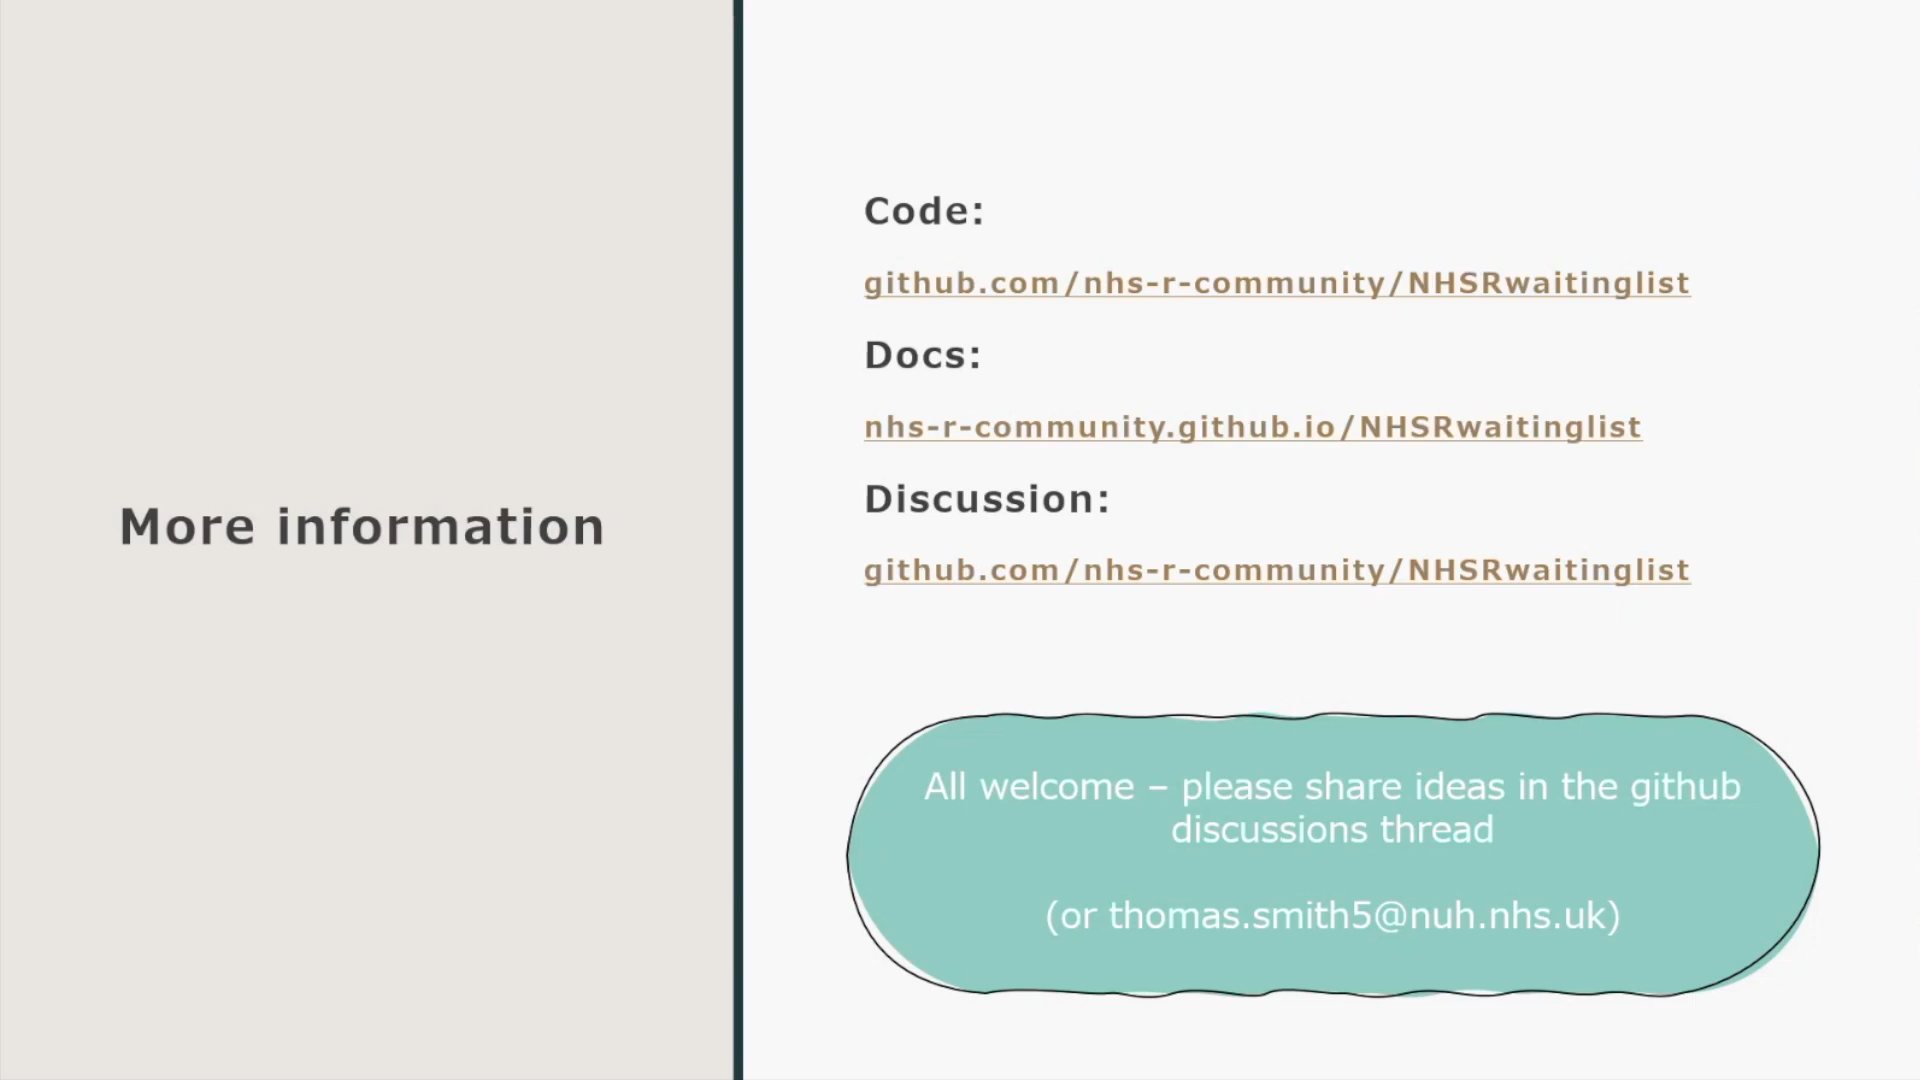 More information
Code:
github.com/nhs-r-community/NHSRwaitinglist
Docs:
nhs-r-community.github.io/NHSRwaitinglist
Discussion:
github.com/nhs-r-community/NHSRwaitinglist
All welcome – please share ideas in the github
discussions thread
(or thomas.smith5@nuh.nhs.uk)